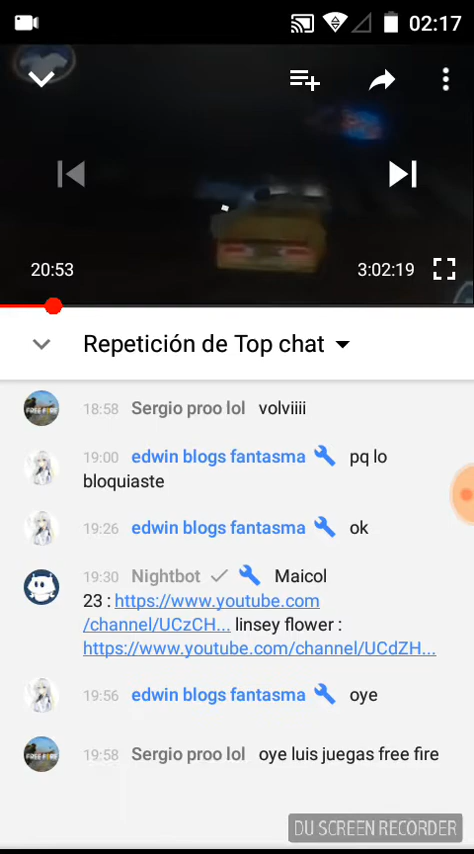 02:17
20:53
3:02:19
Repetición de Top chat
18:58 Sergio proo lol volviiii
19:00 edwin blogs fantasma pq lo
bloquiaste
19:26 edwin blogs fantasma ok
19:30 Nightbot Maicol
23 : https://www.youtube.com
/channel/UCzCH... linsey flower :
https://www.youtube.com/channel/UCdZH...
19:56 edwin blogs fantasma oye
19:58 Sergio proo lol oye luis juegas free fire
DU SCREEN RECORDER